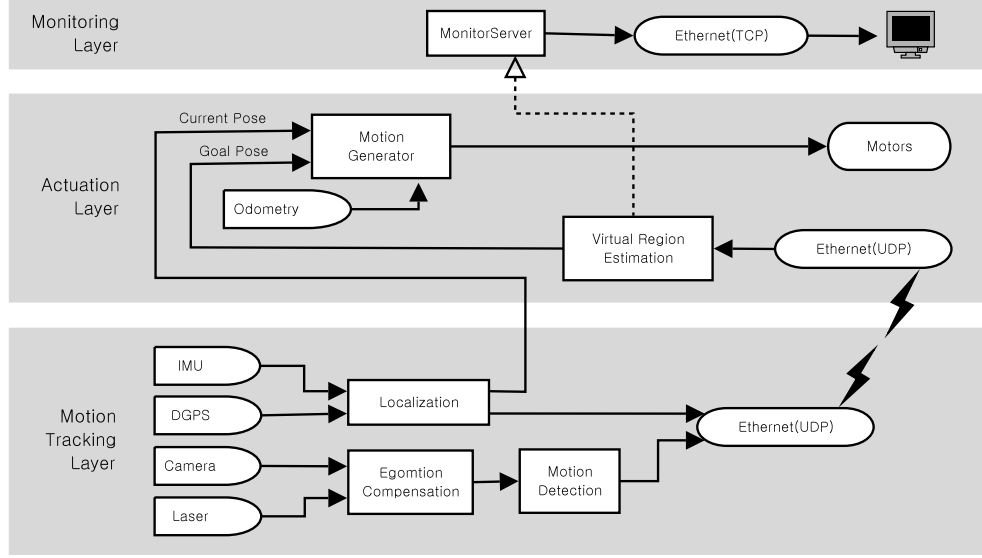 Monitoring
Layer
MonitorServer
Ethernet(TCP)
Current Pose
Goal Pose
Motion
Generator
Motors
Actuation
Layer
Odometry
Virtual Region
Estimation
Ethernet(UDP)
IMU
Localization
DGPS
Motion
Tracking
Layer
Ethernet(UDP)
Camera
Egomtion
Compensation
Motion
Detection
Laser